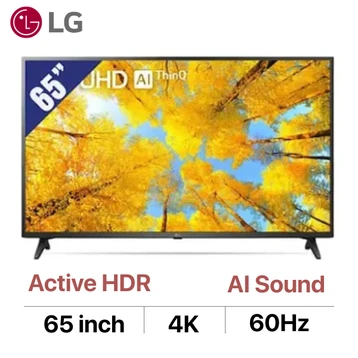 LG
65"
UHD AI ThinQ
Active HDR
AI Sound
65 inch
4K
60Hz